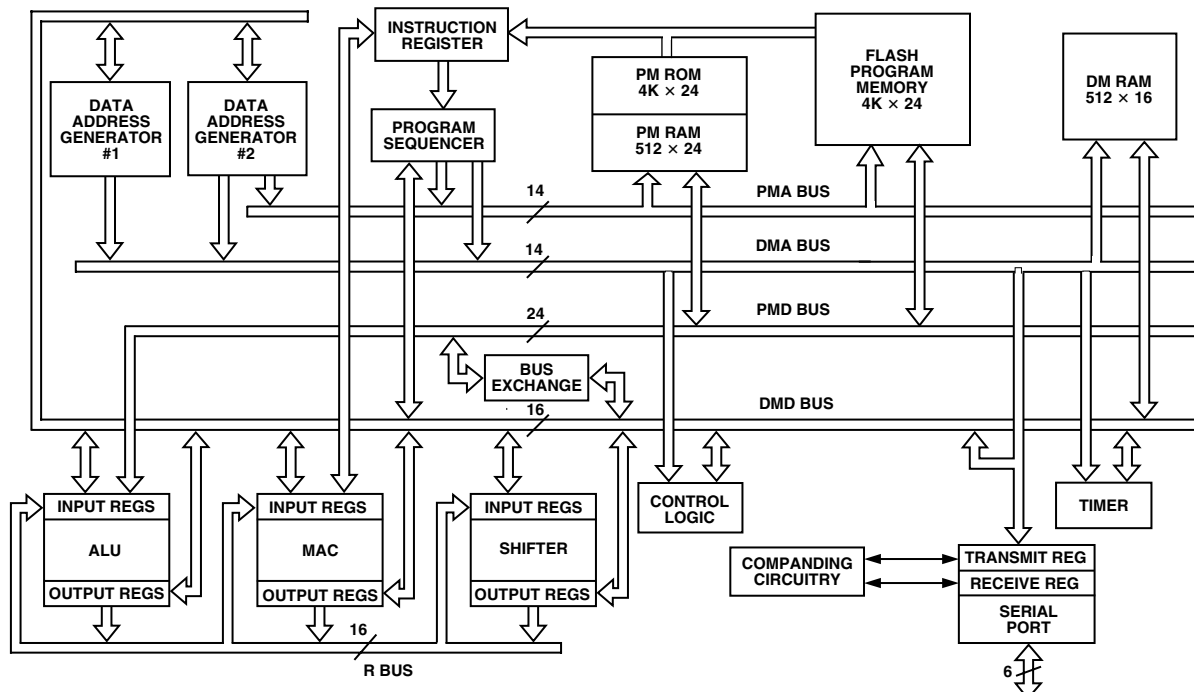 INSTRUCTION
REGISTER
FLASH
PROGRAM
MEMORY
4K × 24
PM ROM
4K × 24
DM RAM
512 × 16
DATA
ADDRESS
GENERATOR
#1
DATA
ADDRESS
GENERATOR
#2
PROGRAM
SEQUENCER
PM RAM
512 × 24
14
PMA BUS
14
DMA BUS
24
PMD BUS
BUS
EXCHANGE
16
DMD BUS
INPUT REGS
ALU
OUTPUT REGS
INPUT REGS
MAC
OUTPUT REGS
INPUT REGS
SHIFTER
OUTPUT REGS
CONTROL
LOGIC
TIMER
COMPANDING
CIRCUITRY
TRANSMIT REG
RECEIVE REG
SERIAL
PORT
16
R BUS
6